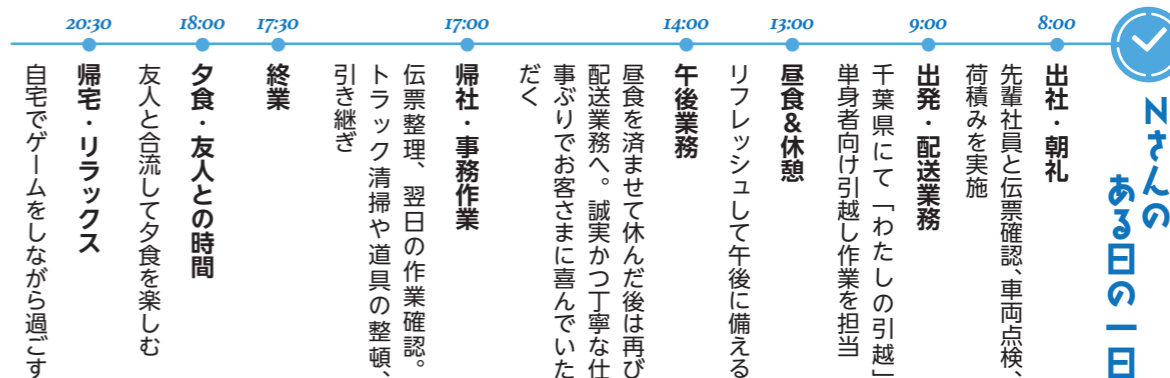 Nさんの
ある日の一日
8:00
出社・朝礼
先輩社員と伝票確認、車両点検、
荷積みを実施
9:00
出発・配送業務
千葉県にて「わたしの引越」
単身者向け引越し作業を担当
13:00
昼食&休憩
リフレッシュして午後に備える
14:00
午後業務
昼食を済ませて休んだ後は再び
配送業務へ。誠実かつ丁寧な仕
事ぶりでお客さまに喜んでいた
だく
17:00
帰社・事務作業
伝票整理、翌日の作業確認。
トラック清掃や道具の整頓、
引き継ぎ
17:30
終業
18:00
夕食・友人との時間
友人と合流して夕食を楽しむ
20:30
帰宅・リラックス
自宅でゲームをしながら過ごす